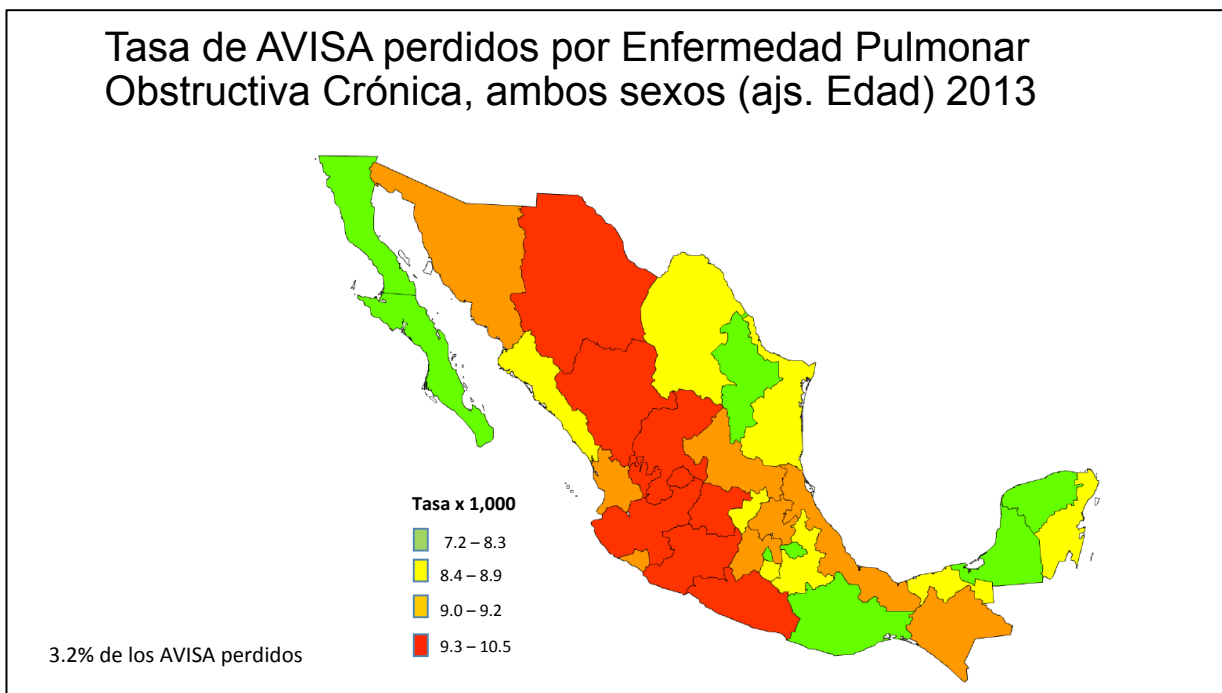 Tasa de AVISA perdidos por Enfermedad Pulmonar
Obstructiva Crónica, ambos sexos (ajs. Edad) 2013
Tasa x 1,000
7.2 – 8.3
8.4 – 8.9
9.0 – 9.2
9.3 – 10.5
3.2% de los AVISA perdidos